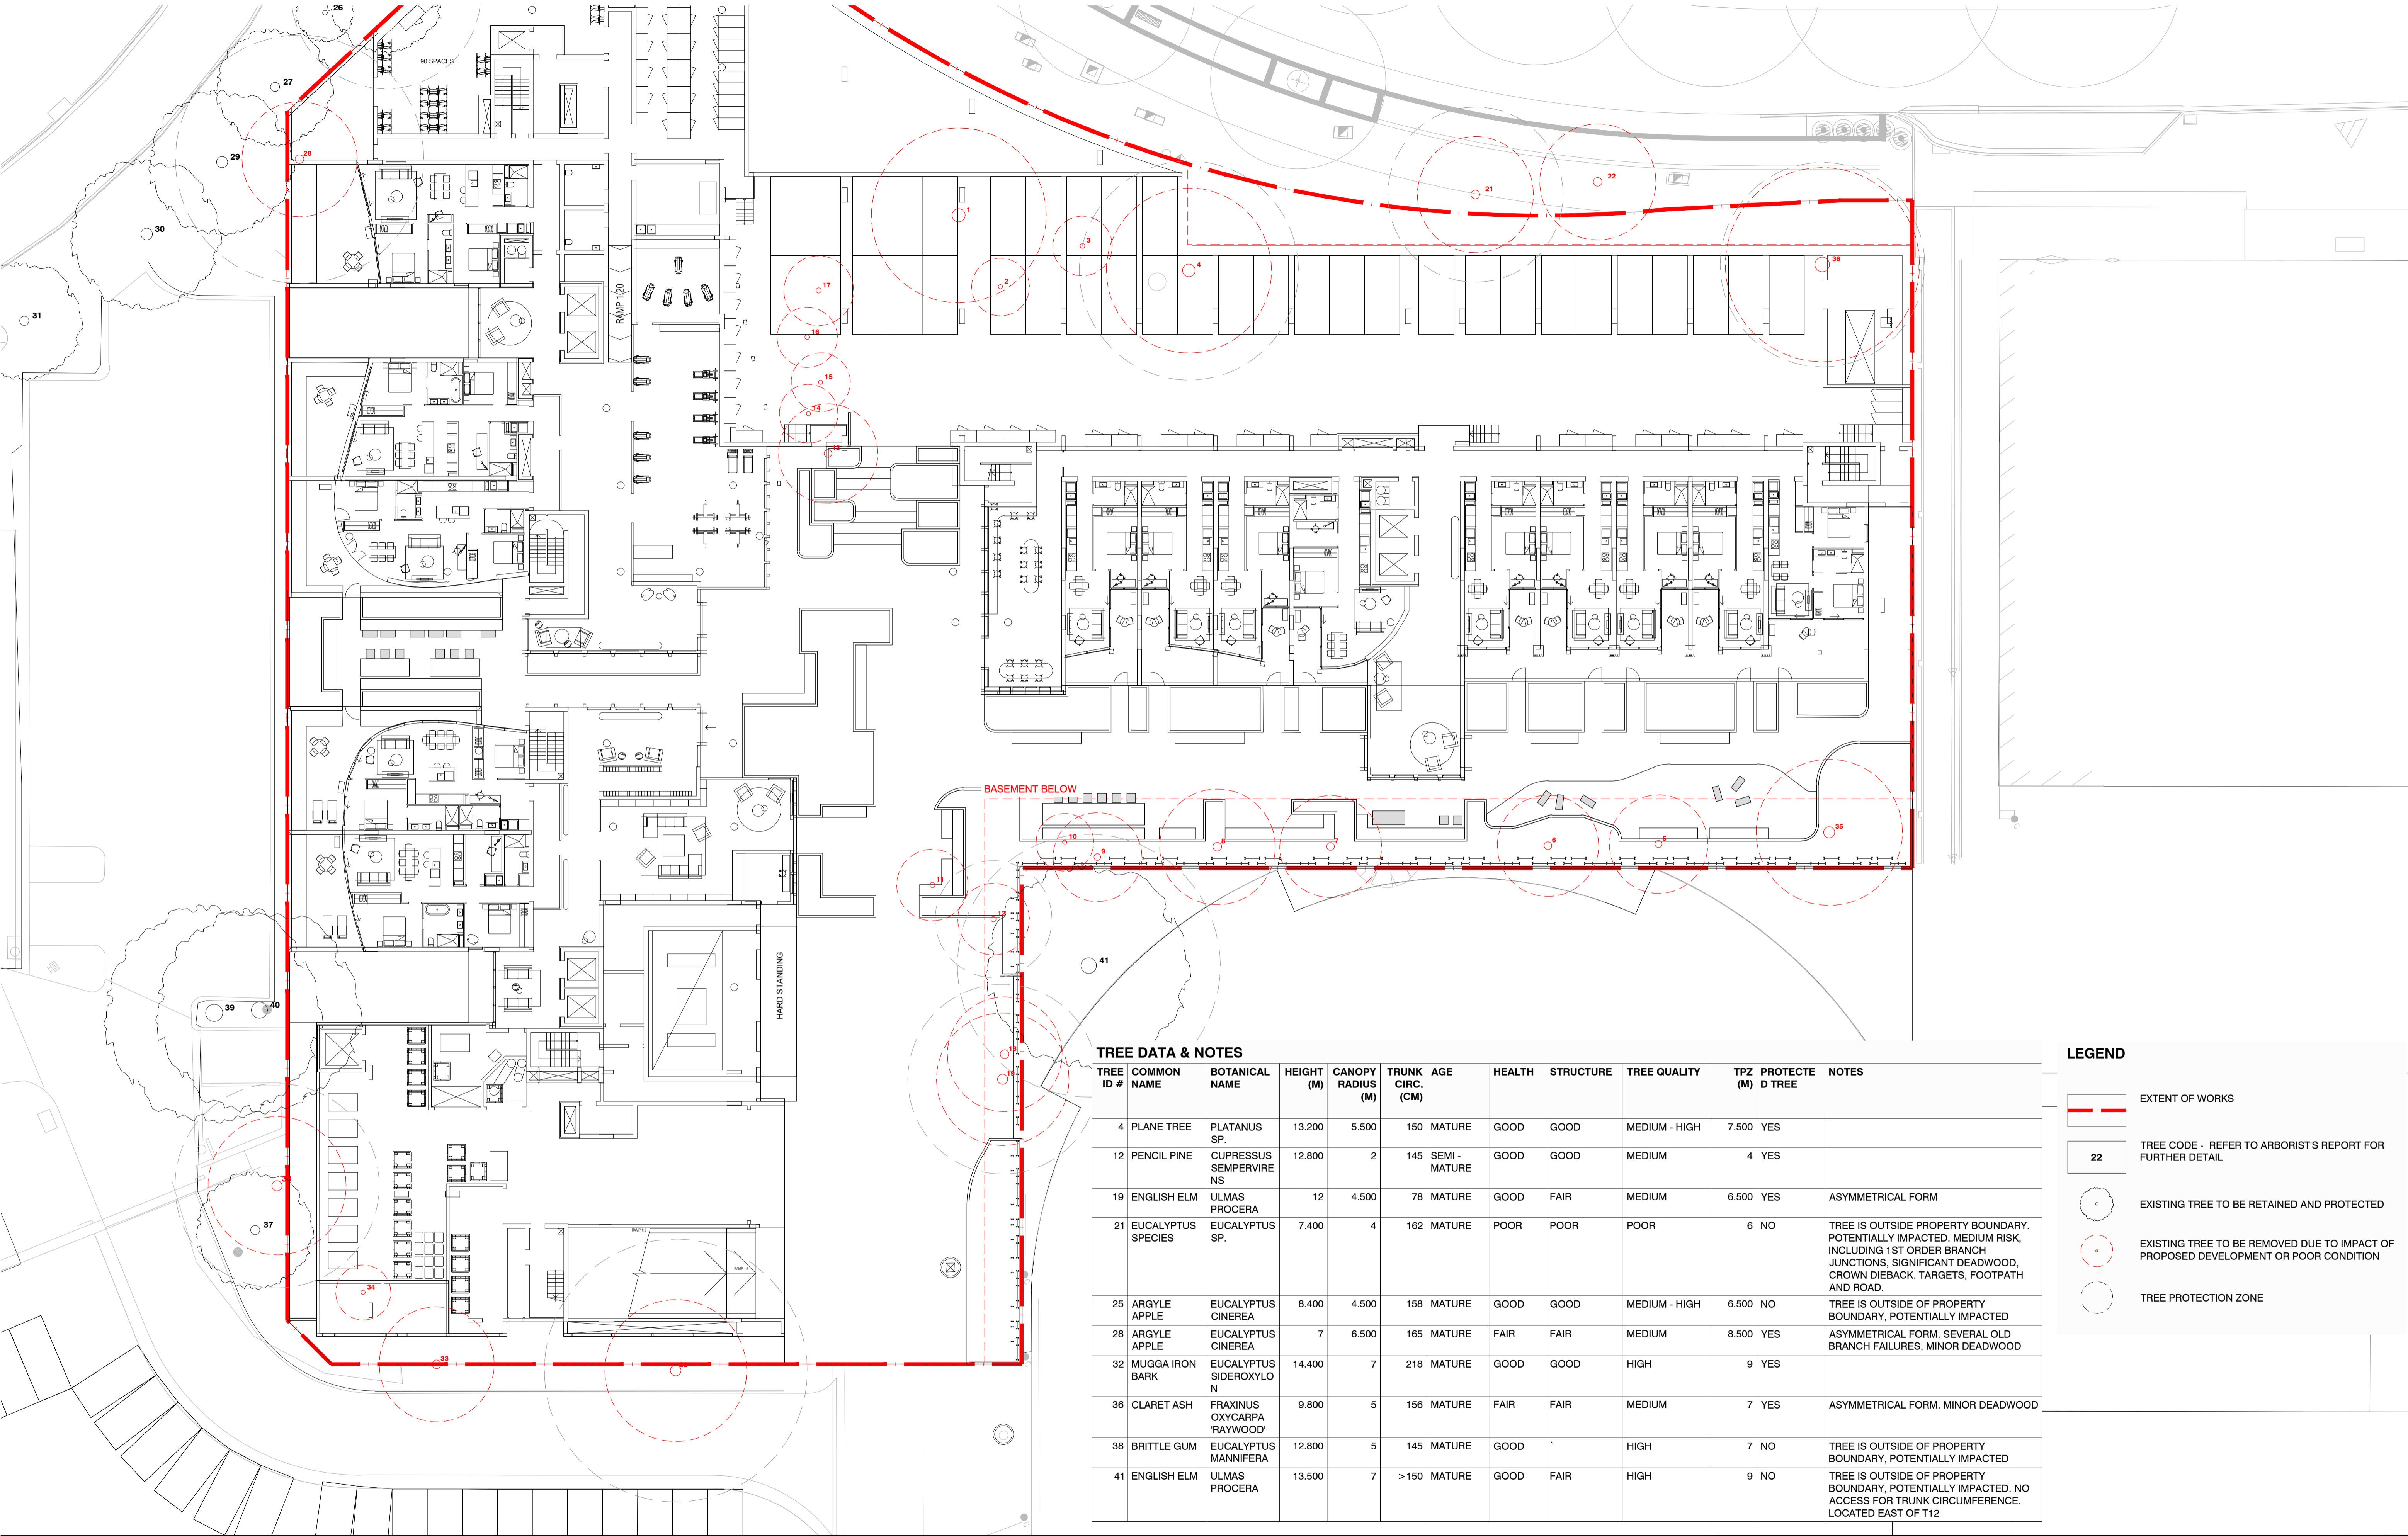 26
90 SPACES
27
28
29
30
31
1
2
3
4
21
22
36
17
16
15
14
13
RAMP 1:20
BASEMENT BELOW
10
9
8
7
6
5
35
11
12
41
39
40
HARD STANDING
18
19
37
34
33
TREE DATA & NOTES
TREE ID # COMMON NAME BOTANICAL NAME HEIGHT (M) CANOPY RADIUS (M) TRUNK CIRC. (CM) AGE HEALTH STRUCTURE TREE QUALITY TPZ (M) PROTECTE D TREE NOTES
4 PLANE TREE PLATANUS SP. 13.200 5.500 150 MATURE GOOD GOOD MEDIUM - HIGH 7.500 YES
12 PENCIL PINE CUPRESSUS SEMPERVIRE NS 12.800 2 145 SEMI - MATURE GOOD GOOD MEDIUM 4 YES
19 ENGLISH ELM ULMAS PROCERA 12 4.500 78 MATURE GOOD FAIR MEDIUM 6.500 YES ASYMMETRICAL FORM
21 EUCALYPTUS SPECIES EUCALYPTUS SP. 7.400 4 162 MATURE POOR POOR POOR 6 NO TREE IS OUTSIDE PROPERTY BOUNDARY.
POTENTIALLY IMPACTED. MEDIUM RISK,
INCLUDING 1ST ORDER BRANCH
JUNCTIONS, SIGNIFICANT DEADWOOD,
CROWN DIEBACK. TARGETS, FOOTPATH
AND ROAD.
25 ARGYLE APPLE EUCALYPTUS CINEREA 8.400 4.500 158 MATURE GOOD GOOD MEDIUM - HIGH 6.500 NO TREE IS OUTSIDE OF PROPERTY
BOUNDARY, POTENTIALLY IMPACTED
28 ARGYLE APPLE EUCALYPTUS CINEREA 7 6.500 165 MATURE FAIR FAIR MEDIUM 8.500 YES ASYMMETRICAL FORM. SEVERAL OLD
BRANCH FAILURES, MINOR DEADWOOD
32 MUGGA IRON BARK EUCALYPTUS SIDEROXYLO N 14.400 7 218 MATURE GOOD GOOD HIGH 9 YES
36 CLARET ASH FRAXINUS OXYCARPA 'RAYWOOD' 9.800 5 156 MATURE FAIR FAIR MEDIUM 7 YES ASYMMETRICAL FORM. MINOR DEADWOOD
38 BRITTLE GUM EUCALYPTUS MANNIFERA 12.800 5 145 MATURE GOOD ` HIGH 7 NO TREE IS OUTSIDE OF PROPERTY
BOUNDARY, POTENTIALLY IMPACTED
41 ENGLISH ELM ULMAS PROCERA 13.500 7 >150 MATURE GOOD FAIR HIGH 9 NO TREE IS OUTSIDE OF PROPERTY
BOUNDARY, POTENTIALLY IMPACTED. NO
ACCESS FOR TRUNK CIRCUMFERENCE.
LOCATED EAST OF T12
LEGEND
EXTENT OF WORKS
22
TREE CODE - REFER TO ARBORIST'S REPORT FOR
FURTHER DETAIL
EXISTING TREE TO BE RETAINED AND PROTECTED
EXISTING TREE TO BE REMOVED DUE TO IMPACT OF
PROPOSED DEVELOPMENT OR POOR CONDITION
TREE PROTECTION ZONE